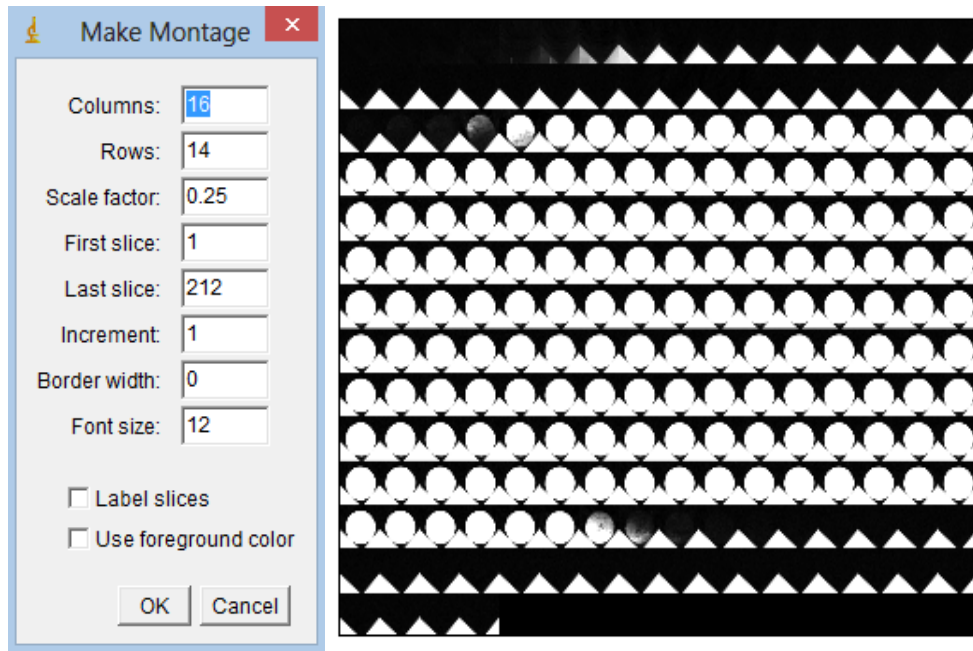 Make Montage
Columns: 16
Rows: 14
Scale factor: 0.25
First slice: 1
Last slice: 212
Increment: 1
Border width: 0
Font size: 12
Label slices
Use foreground color
OK Cancel